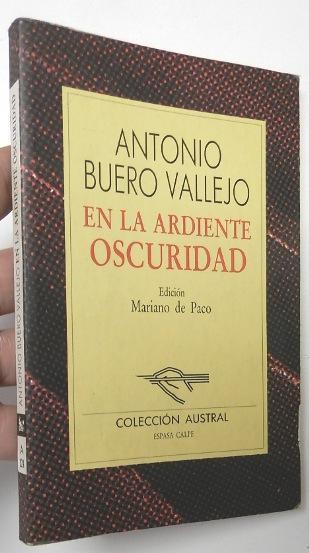 ANTONIO
BUERO VALLEJO
EN LA ARDIENTE
OSCURIDAD
Edición
Mariano de Paco
COLECCIÓN AUSTRAL
ESPASA CALPE
ANTONIO BUERO VALLEJO EN LA ARDIENTE OSCURIDAD